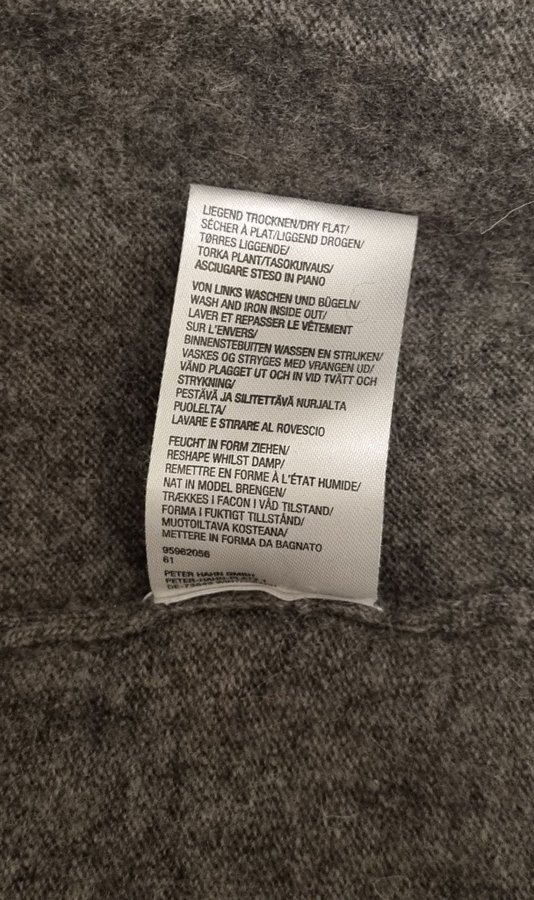 LIEGEND TROCKNEN/DRY FLAT/
SÉCHER À PLAT/LIGGEND DROGEN/
TØRRES LIGGENDE/
TORKA PLANT/TASOKUIVAUS/
ASCIUGARE STESO IN PIANO
VON LINKS WASCHEN UND BÜGELN/
WASH AND IRON INSIDE OUT/
LAVER ET REPASSER LE VÊTEMENT
SUR L'ENVERS/
BINNENSTEBUITEN WASSEN EN STRIJKEN/
VASKES OG STRYGES MED VRANGEN UD/
VÄND PLAGGET UT OCH IN VID TVÄTT OCH
STRYKNING/
PESTÄVÄ JA SILITETTÄVÄ NURJALTA
PUOLELTA/
LAVARE E STIRARE AL ROVESCIO
FEUCHT IN FORM ZIEHEN/
RESHAPE WHILST DAMP/
REMETTRE EN FORME À L'ÉTAT HUMIDE/
NAT IN MODEL BRENGEN/
TRÆKKES I FACON I VÅD TILSTAND/
FORMA I FUKTIGT TILLSTÅND/
MUOTOILTAVA KOSTEANA/
METTERE IN FORMA DA BAGNATO
95962056
61
PETER HAHN GMBH
PETER-HAHN-PLATZ 1